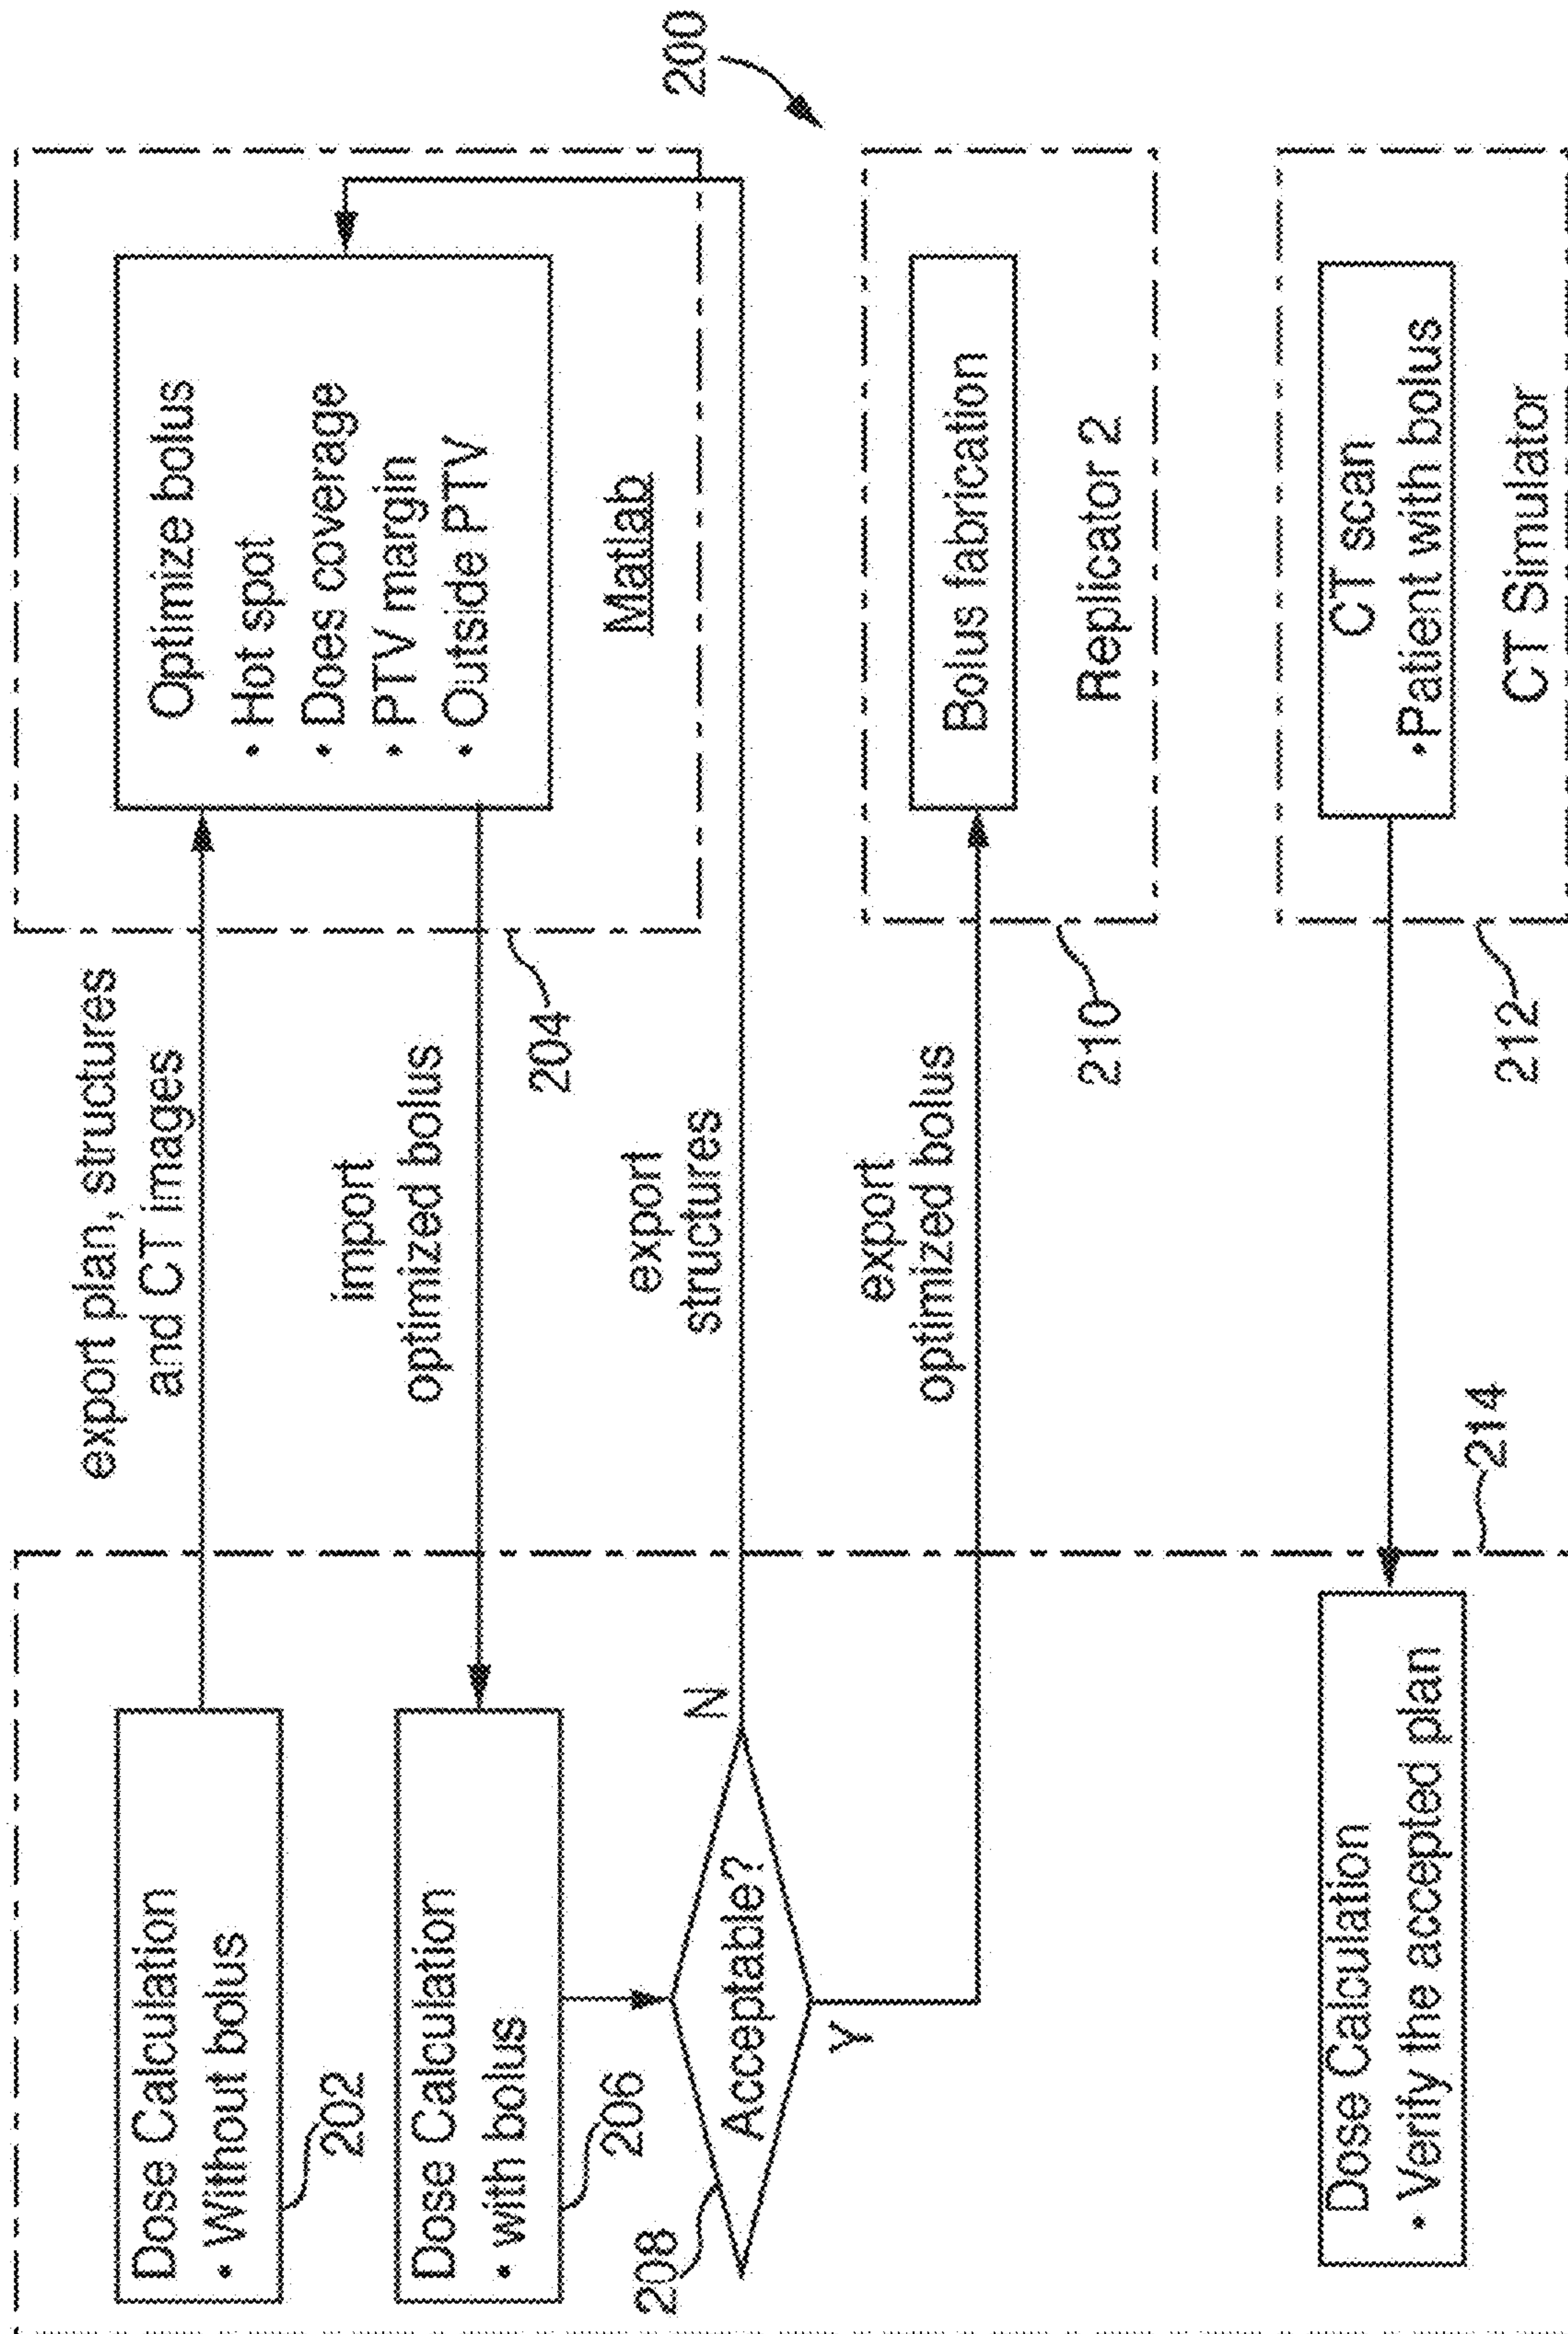 200
Dose Calculation
• Without bolus
202
export plan, structures
and CT images
Optimize bolus
• Hot spot
• Does coverage
• PTV margin
• Outside PTV
Matlab
204
import
optimized bolus
Dose Calculation
• with bolus
206
208
Acceptable?
N
Y
export
structures
export
optimized bolus
Bolus fabrication
Replicator 2
210
CT scan
•Patient with bolus
CT Simulator
212
214
Dose Calculation
• Verify the accepted plan